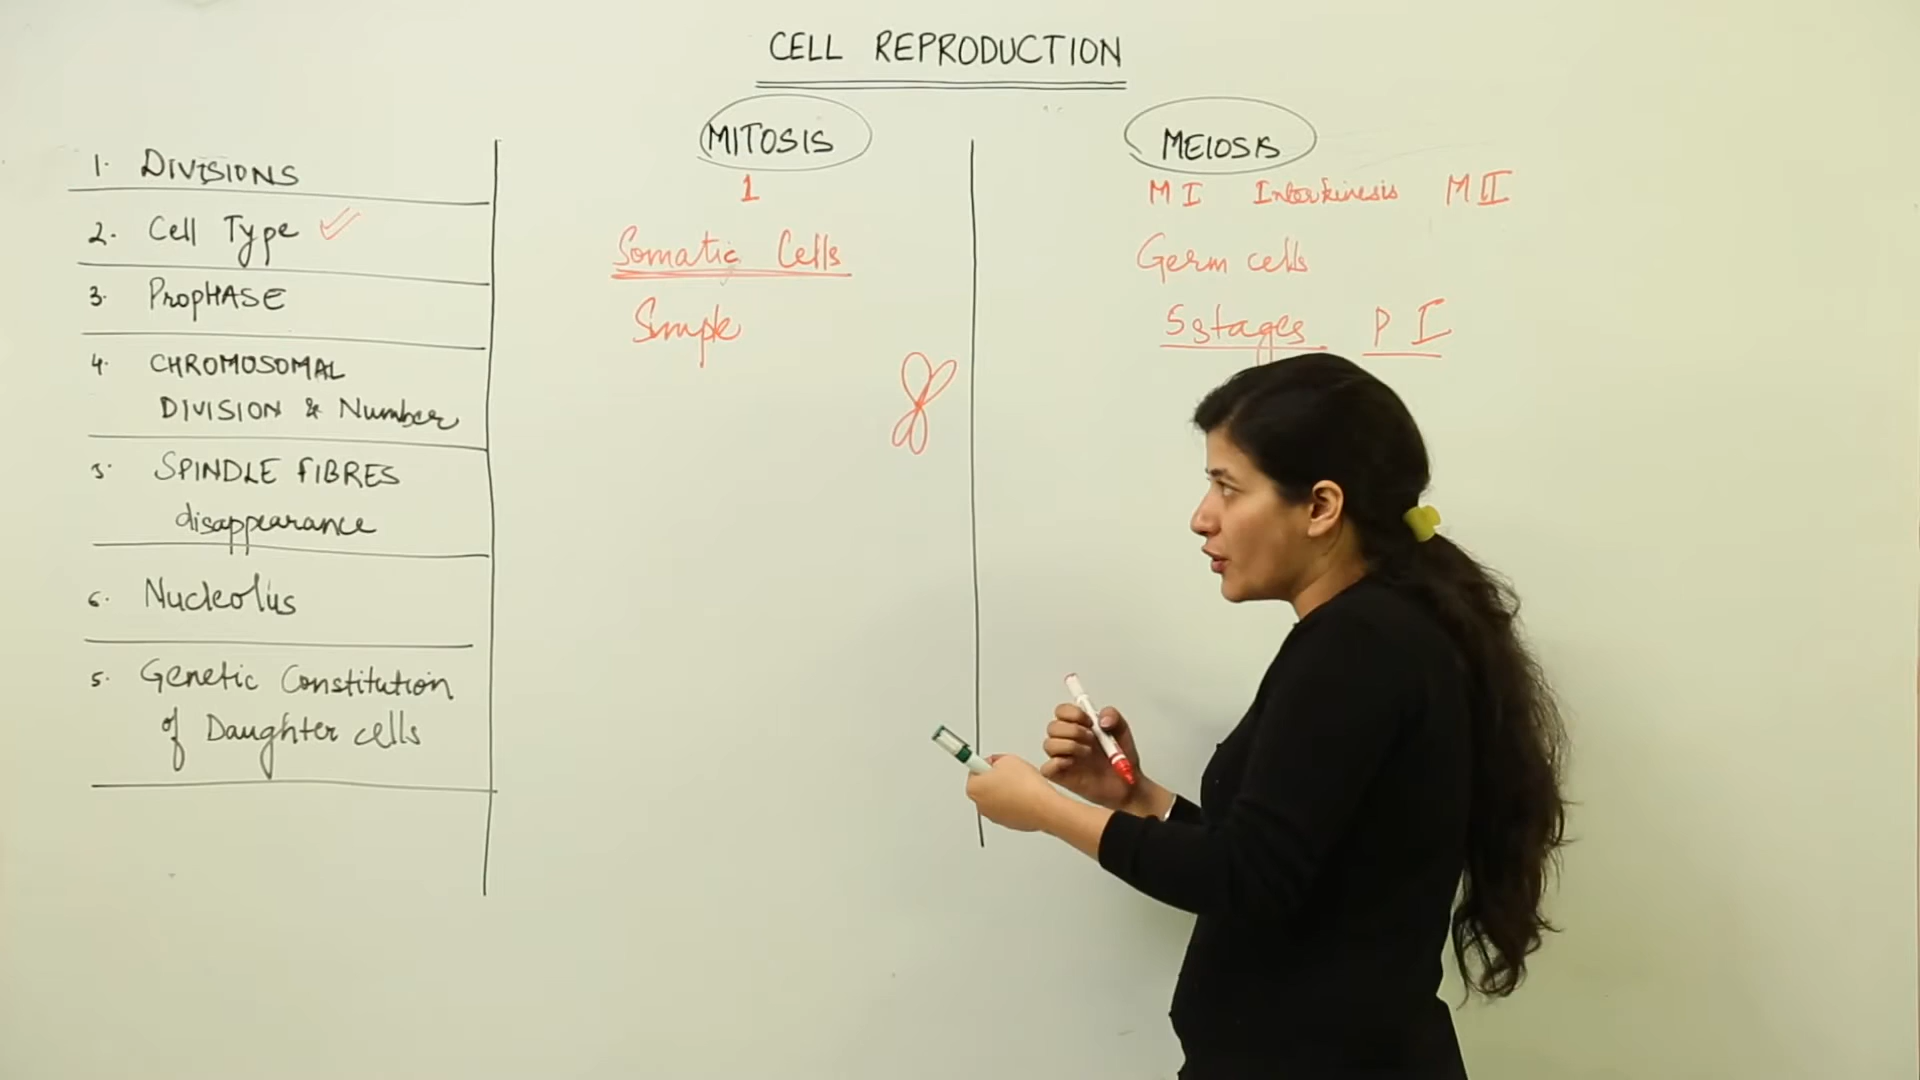 CELL REPRODUCTION
MITOSIS
MEIOSIS
1. DIVISIONS
1
M I Interkinesis M II
2. Cell Type
Somatic Cells
Germ cells
3. PropHASE
Simple
5 stages P I
4. CHROMOSOMAL
DIVISION & Number
5. SPINDLE FIBRES
disappearance
6. Nucleolus
5. Genetic Constitution
of Daughter cells